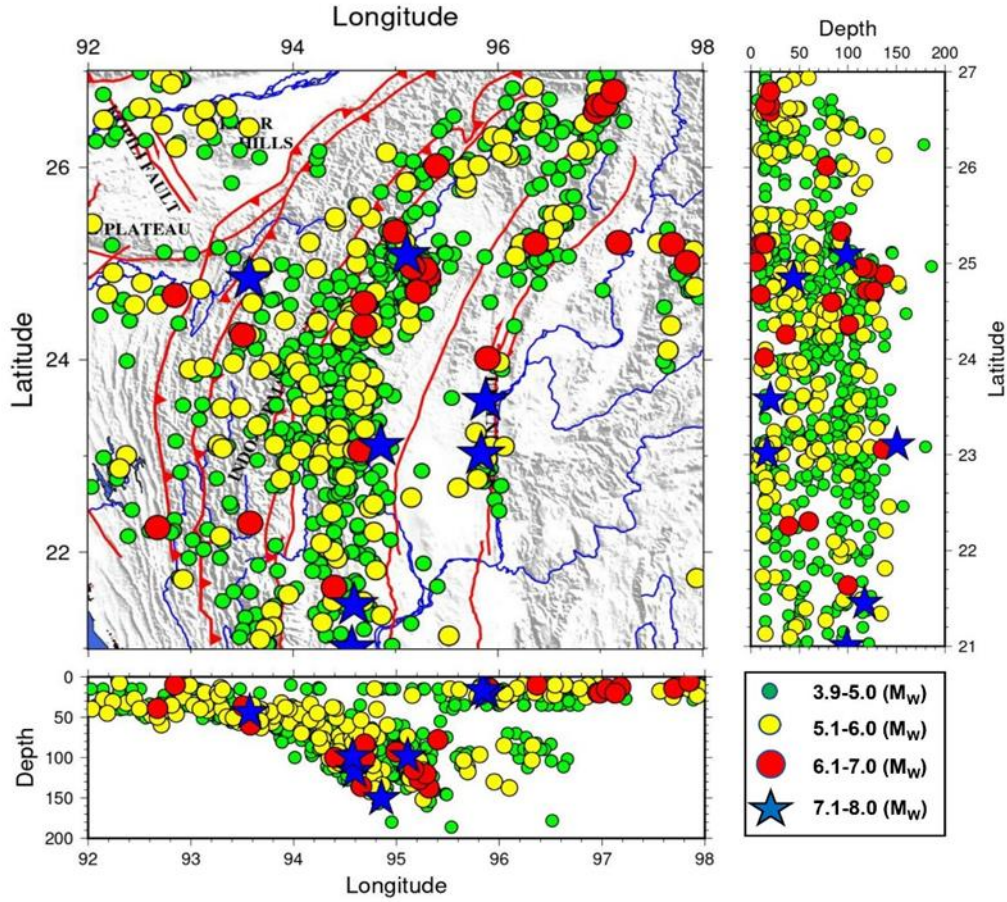 Longitude
92 94 96 98
Depth
0 50 100 150 200
26
24
22
Latitude
KOPILI FAULT
HILLS
PLATEAU
27
26
25
24
23
22
21
Latitude
0
50
100
150
200
Depth
92 93 94 95 96 97 98
Longitude
3.9-5.0 (Mw)
5.1-6.0 (Mw)
6.1-7.0 (Mw)
7.1-8.0 (Mw)